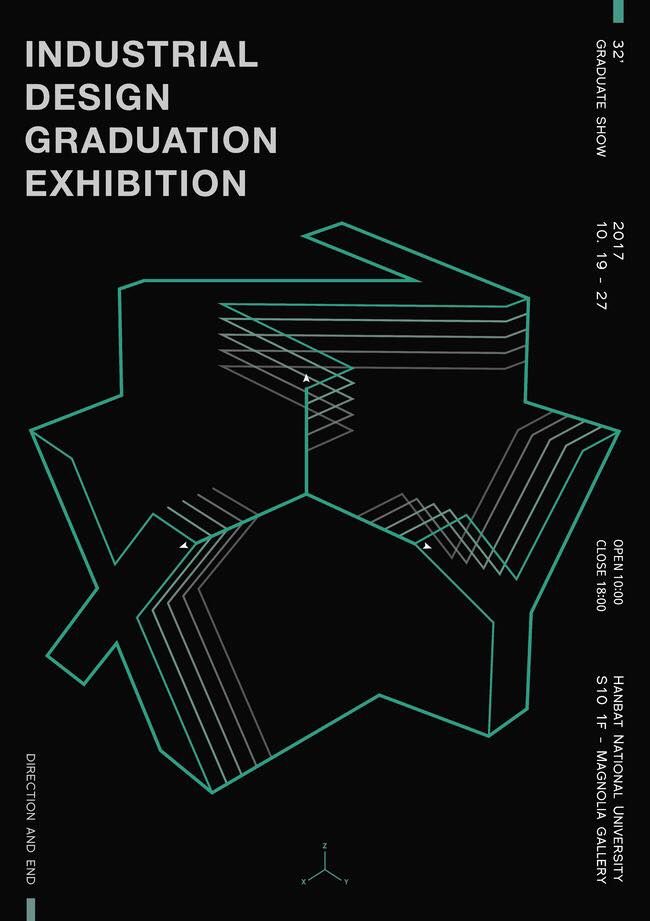 INDUSTRIAL
DESIGN
GRADUATION
EXHIBITION
32'
GRADUATE SHOW
2017
10. 19 - 27
OPEN 10:00
CLOSE 18:00
HANBAT NATIONAL UNIVERSITY
S10 1F - MAGNOLIA GALLERY
DIRECTION AND END
Z
X
Y